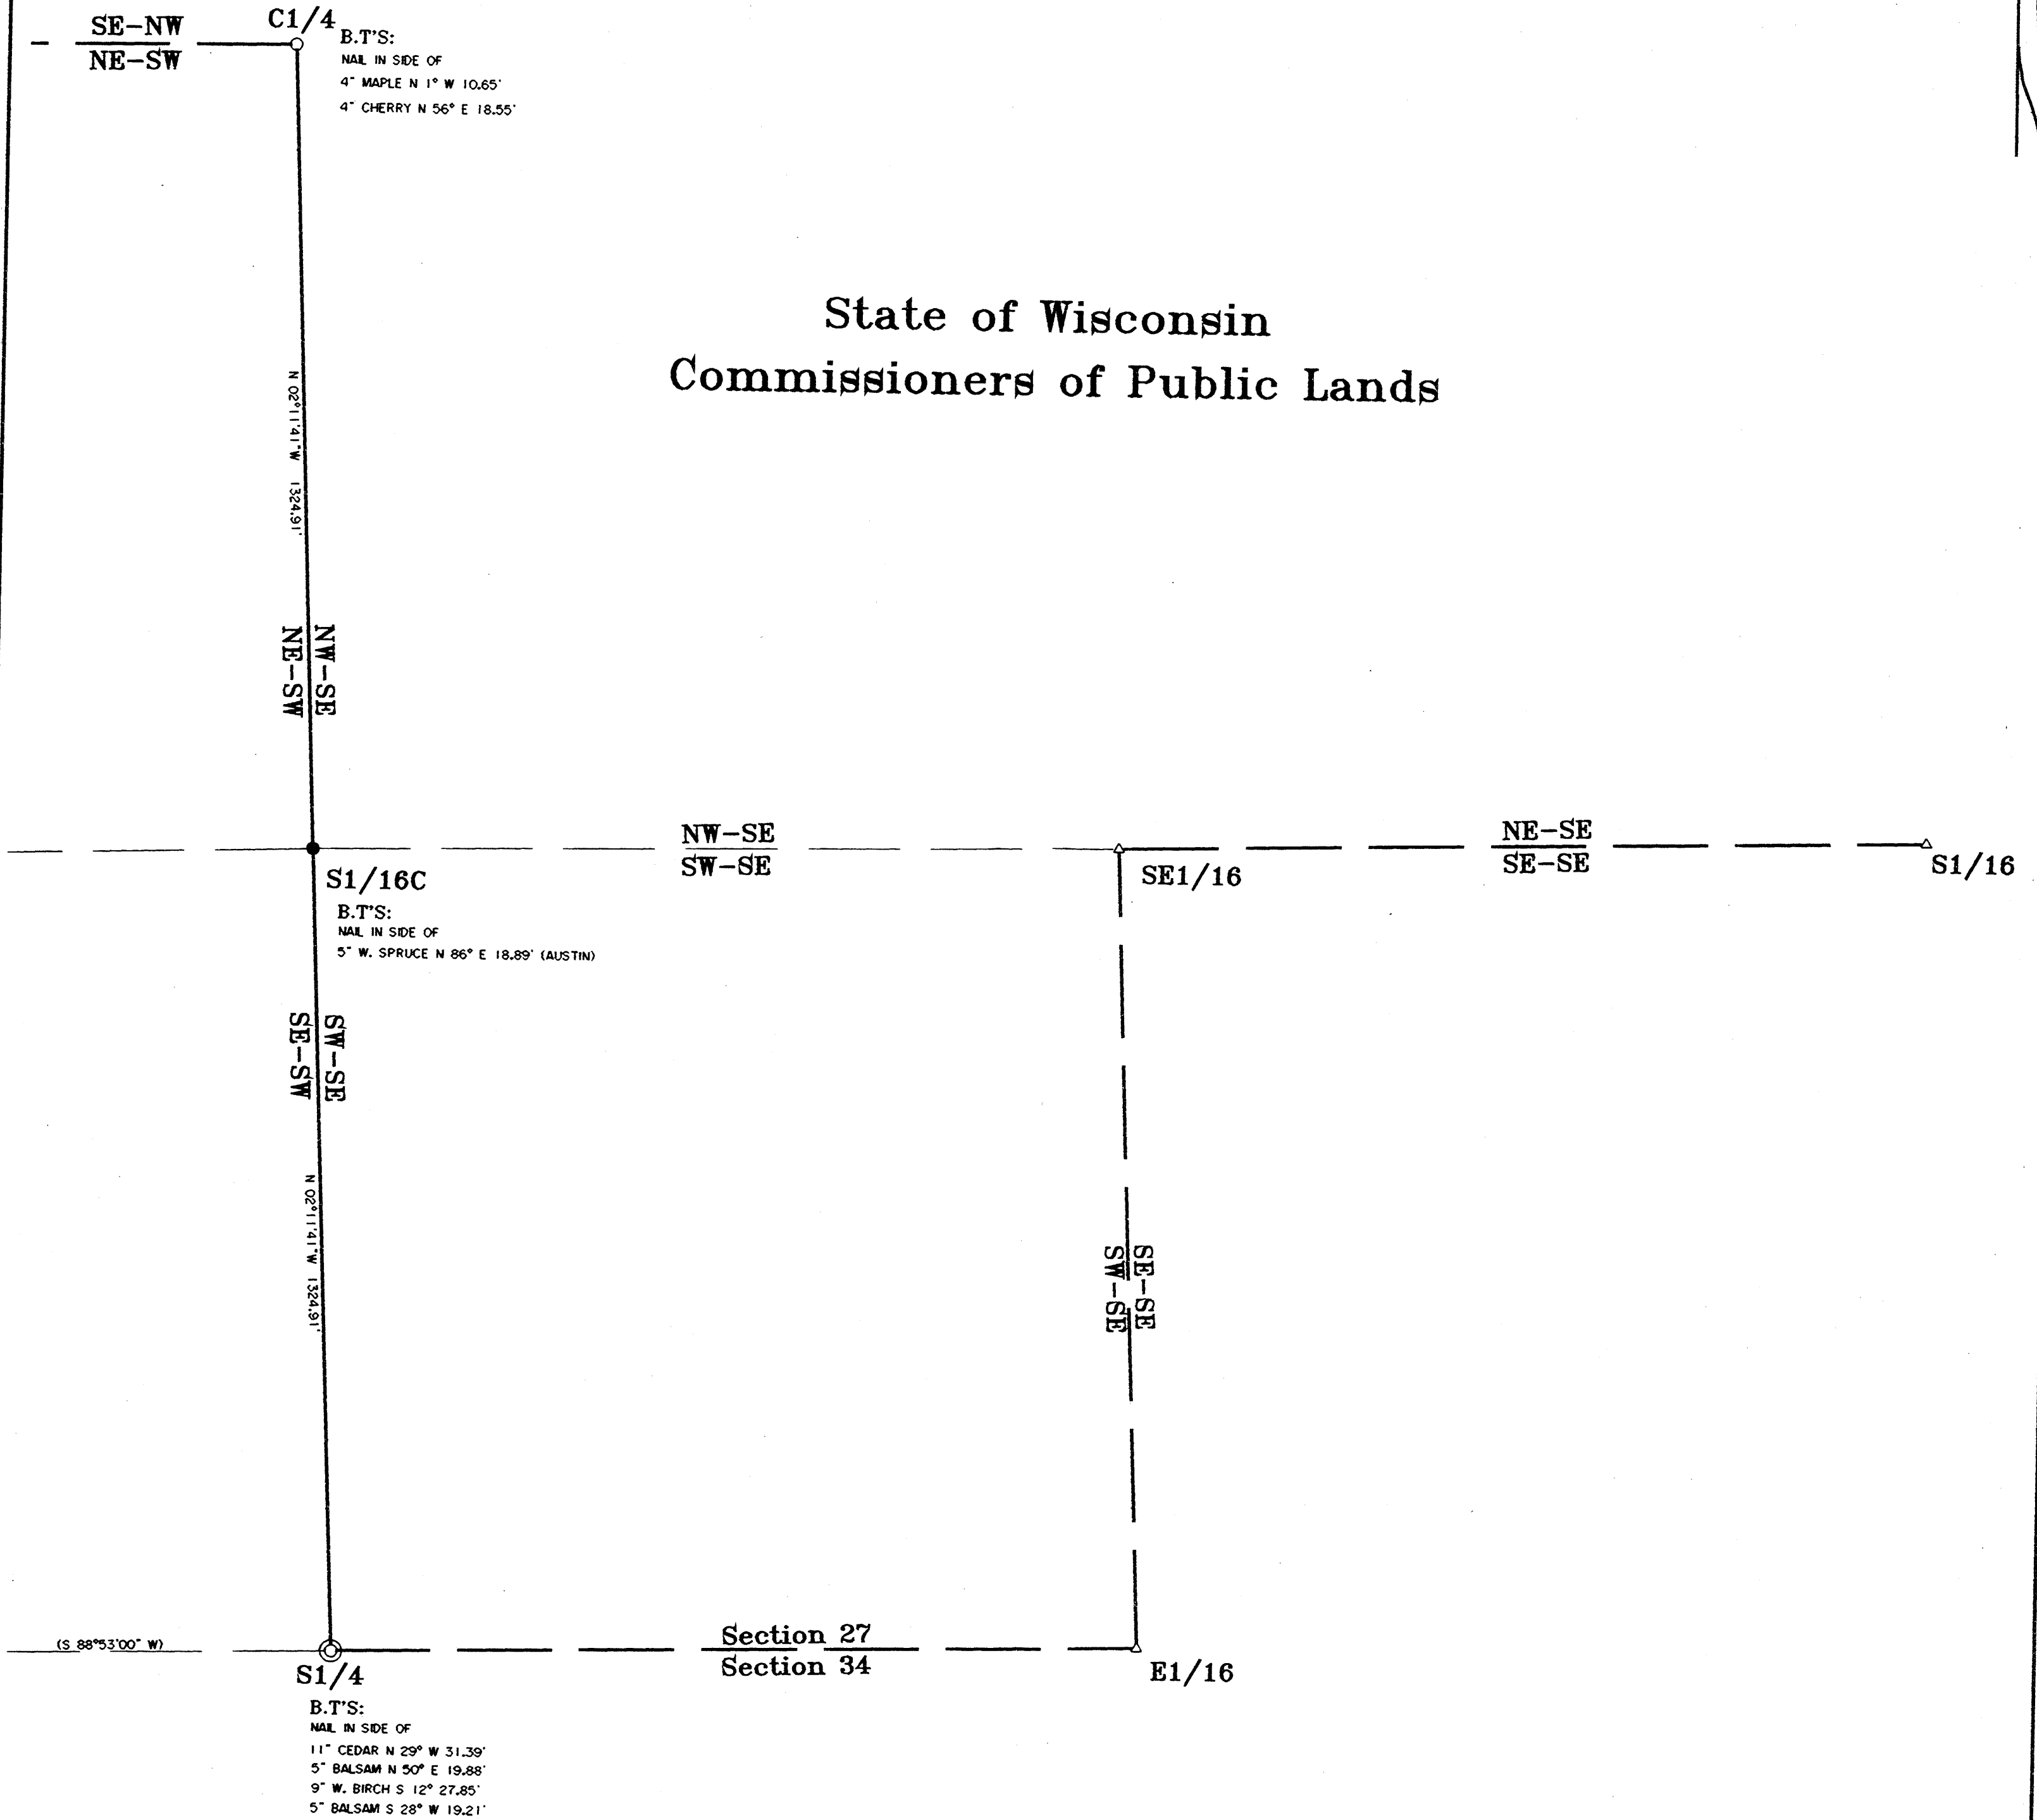 C1/4
SE-NW
NE-SW
B.T'S:
NAIL IN SIDE OF
4" MAPLE N 1° W 10.65'
4" CHERRY N 56° E 18.55'
State of Wisconsin
Commissioners of Public Lands
N 02°11'41"W 1324.91'
NW-SE
NE-SW
NW-SE
SW-SE
NE-SE
SE-SE
S1/16C
SE1/16
S1/16
B.T'S:
NAIL IN SIDE OF
5" W. SPRUCE N 86° E 18.89' (AUSTIN)
SW-SE
SE-SW
N 02°11'41"W 1324.91'
SE-SE
SW-SE
(S 88°53'00" W)
Section 27
Section 34
S1/4
E1/16
B.T'S:
NAIL IN SIDE OF
11" CEDAR N 29° W 31.39'
5" BALSAM N 50° E 19.88'
9" W. BIRCH S 12° 27.85'
5" BALSAM S 28° W 19.21'